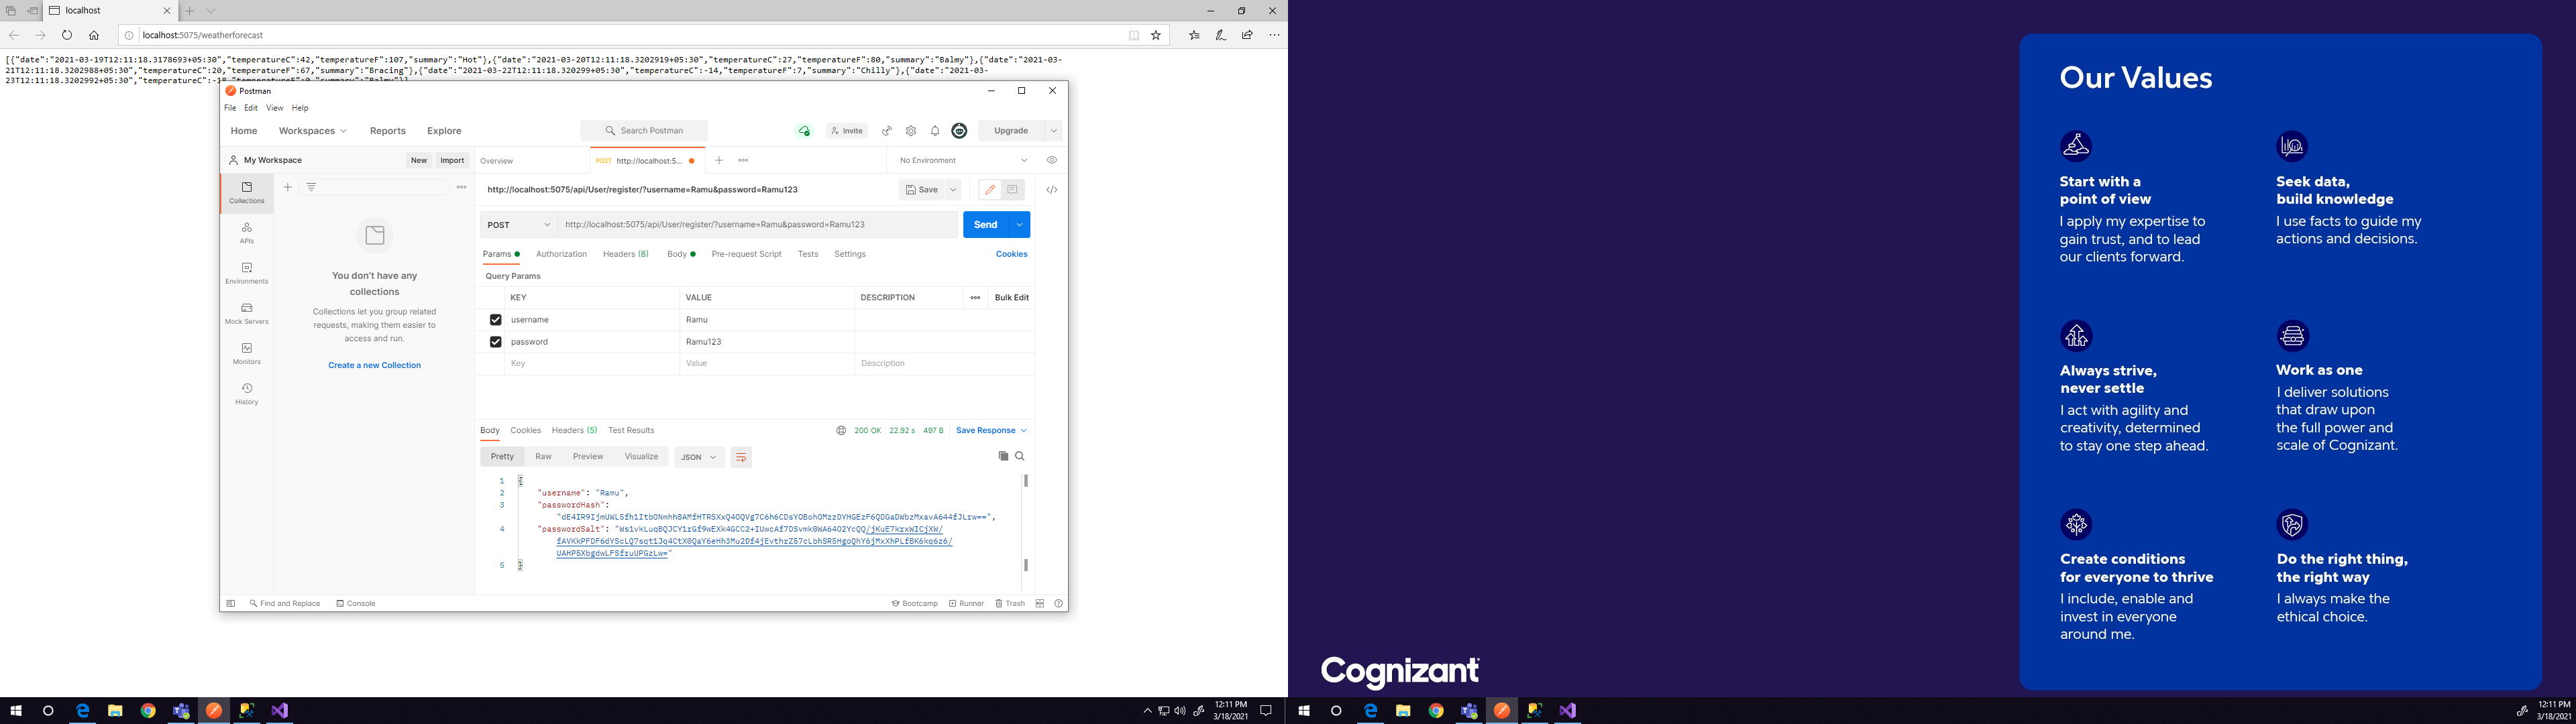 localhost
localhost:5075/weatherforecast
[{"date":"2021-03-19T12:11:18.3178693+05:30","temperatureC":42,"temperatureF":107,"summary":"Hot"},{"date":"2021-03-20T12:11:18.3202919+05:30","temperatureC":27,"temperatureF":80,"summary":"Balmy"},{"date":"2021-03-
21T12:11:18.3202988+05:30","temperatureC":20,"temperatureF":67,"summary":"Bracing"},{"date":"2021-03-22T12:11:18.320299+05:30","temperatureC":-14,"temperatureF":7,"summary":"Chilly"},{"date":"2021-03-
23T12:11:18.3202992+05:30","temperatureC":
Postman
File Edit View Help
Home Workspaces Reports Explore
Search Postman
Invite
Upgrade
My Workspace
New Import
Overview
POST http://localhost:5...
No Environment
Collections
APIs
Environments
Mock Servers
Monitors
History
You don't have any
collections
Collections let you group related
requests, making them easier to
access and run.
Create a new Collection
http://localhost:5075/api/User/register/?username=Ramu&password=Ramu123
Save
POST http://localhost:5075/api/User/register/?username=Ramu&password=Ramu123
Send
Params Authorization Headers (8) Body Pre-request Script Tests Settings Cookies
Query Params
KEY VALUE DESCRIPTION Bulk Edit
username Ramu
password Ramu123
Key Value Description
Body Cookies Headers (5) Test Results 200 OK 22.92 s 497 B Save Response
Pretty Raw Preview Visualize JSON
1 {
2 "username": "Ramu",
3 "passwordHash":
4 "passwordSalt":
5 }
Find and Replace Console
Bootcamp Runner Trash
12:11 PM
3/18/2021
Our Values
Start with a
point of view
I apply my expertise to
gain trust, and to lead
our clients forward.
Seek data,
build knowledge
I use facts to guide my
actions and decisions.
Always strive,
never settle
I act with agility and
creativity, determined
to stay one step ahead.
Work as one
I deliver solutions
that draw upon
the full power and
scale of Cognizant.
Create conditions
for everyone to thrive
I include, enable and
invest in everyone
around me.
Do the right thing,
the right way
I always make the
ethical choice.
Cognizant
12:11 PM
3/18/2021